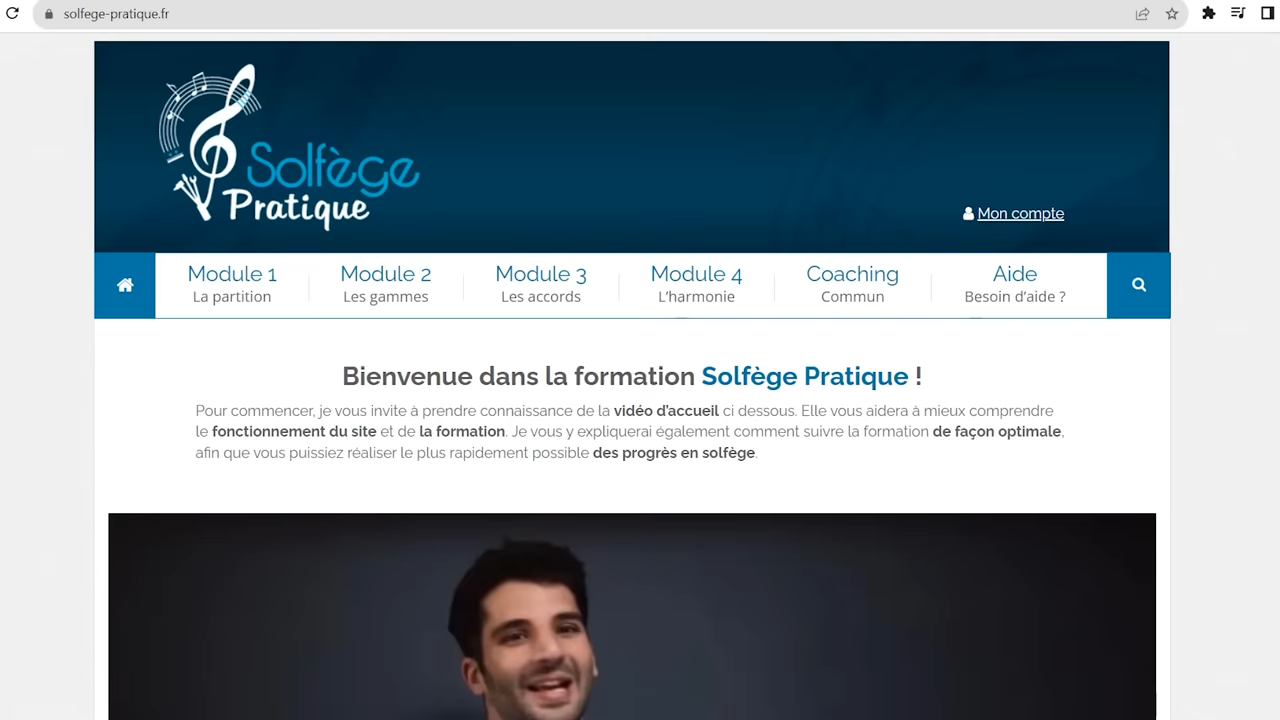 solfege-pratique.fr
Solfège
Pratique
Mon compte
Module 1 Module 2 Module 3 Module 4 Coaching Aide
La partition Les gammes Les accords L'harmonie Commun Besoin d'aide ?
Bienvenue dans la formation Solfège Pratique !
Pour commencer, je vous invite à prendre connaissance de la vidéo d'accueil ci dessous. Elle vous aidera à mieux comprendre
le fonctionnement du site et de la formation. Je vous y expliquerai également comment suivre la formation de façon optimale,
afin que vous puissiez réaliser le plus rapidement possible des progrès en solfège.